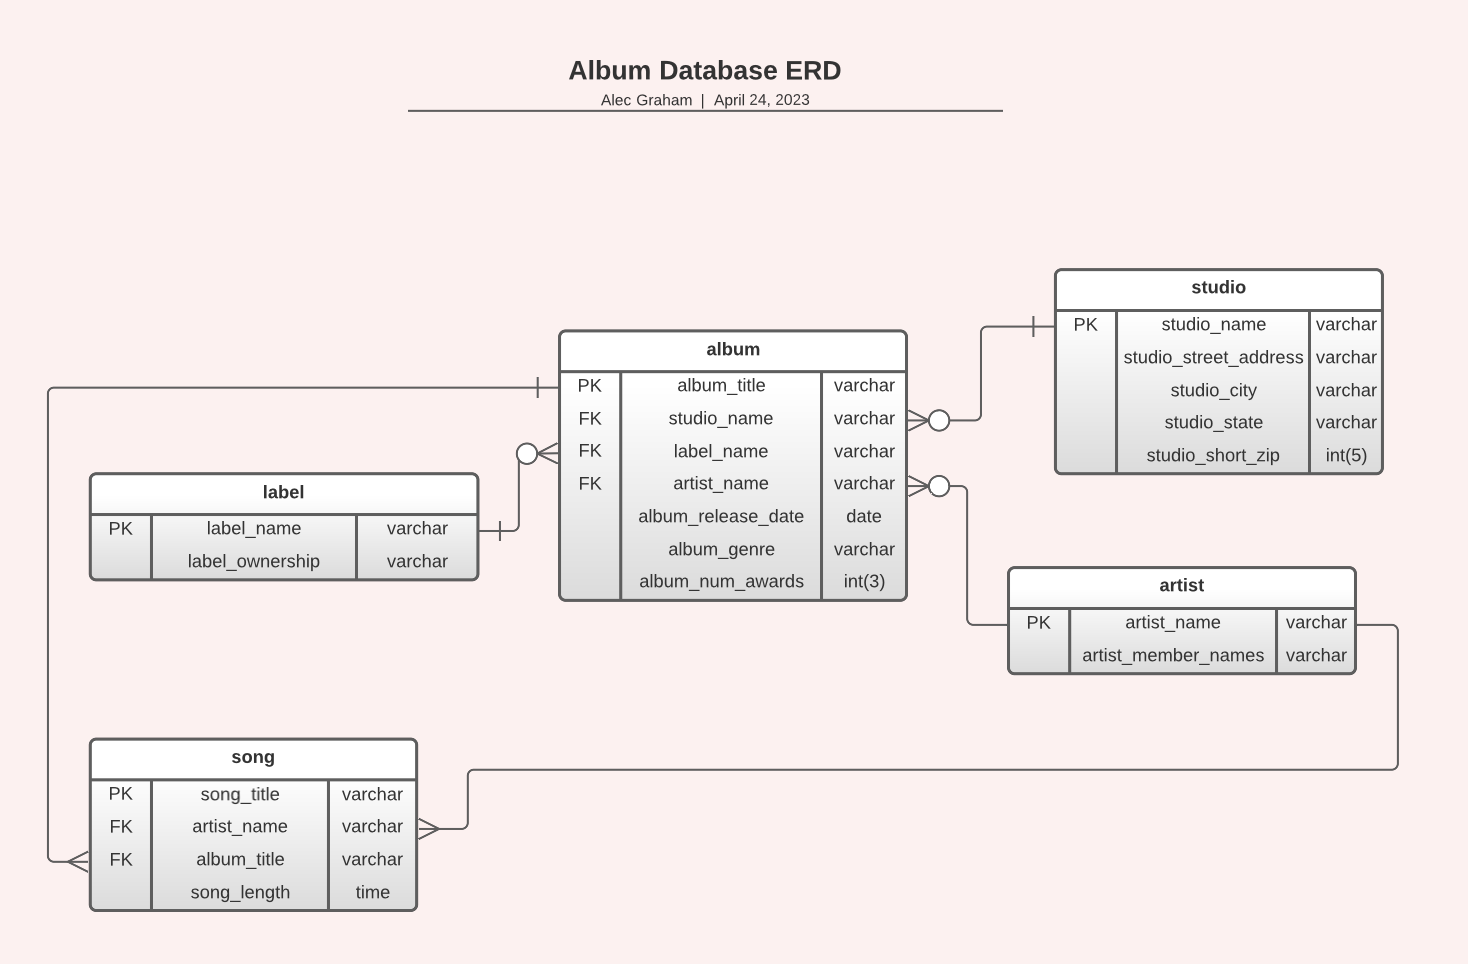 Album Database ERD
Alec Graham | April 24, 2023
studio
PK studio_name varchar
studio_street_address varchar
studio_city varchar
studio_state varchar
studio_short_zip int(5)
album
PK album_title varchar
FK studio_name varchar
FK label_name varchar
FK artist_name varchar
album_release_date date
album_genre varchar
album_num_awards int(3)
label
PK label_name varchar
label_ownership varchar
artist
PK artist_name varchar
artist_member_names varchar
song
PK song_title varchar
FK artist_name varchar
FK album_title varchar
song_length time